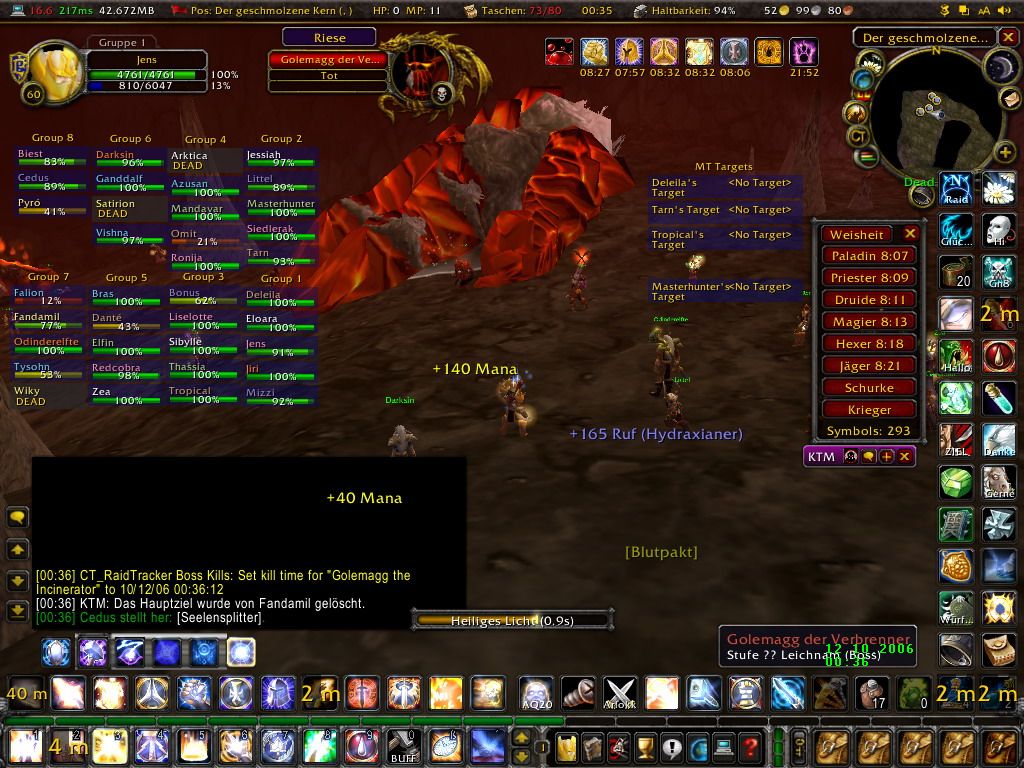 16.6 217ms 42.672MB Pos: Der geschmolzene Kern (,) HP: 0 MP: 11 Taschen: 73/80 00:35 Haltbarkeit: 94% 52 99 80
Gruppe 1
Jens
4761/4761 100%
810/6047 13%
60
Riese
Golemagg der Ve...
Tot
08:27 07:57 08:32 08:32 08:06 21:52
Der geschmolzene...
N
CT
Dead
Group 8
Biest
83%
Cedus
89%
Pyró
41%
Group 6
Darksin
96%
Ganddalf
100%
Satirion
DEAD
Vishna
97%
Group 4
Arktica
DEAD
Azusan
100%
Mandavar
100%
Omit
21%
Ronija
100%
Group 2
Jessiah
97%
Littel
89%
Masterhunter
100%
Siedlerak
100%
Tarn
93%
Group 7
Fallon
12%
Fandamil
77%
Odinderelfte
100%
Tysohn
53%
Wiky
DEAD
Group 5
Bras
100%
Danté
43%
Elfin
100%
Redcobra
98%
Zea
100%
Group 3
Bonus
62%
Liselotte
100%
Sibylle
100%
Thassia
100%
Tropical
100%
Group 1
Deleila
100%
Eloara
100%
Jens
91%
Jiri
100%
Mizzi
92%
MT Targets
Deleila's Target <No Target>
Tarn's Target <No Target>
Tropical's Target <No Target>
Masterhunter's Target <No Target>
Weisheit
Paladin 8:07
Priester 8:09
Druide 8:11
Magier 8:13
Hexer 8:18
Jäger 8:21
Schurke
Krieger
Symbols: 293
KTM
Raid
Hi
20
Gn8
2 m
Hallo
ZIEL
Danke
Gerne
Würf...
Odinderelfte
Darksin
+140 Mana
+165 Ruf (Hydraxianer)
+40 Mana
[Blutpakt]
[00:36] CT_RaidTracker Boss Kills: Set kill time for "Golemagg the
Incinerator" to 10/12/06 00:36:12
[00:36] KTM: Das Hauptziel wurde von Fandamil gelöscht.
[00:36] Cedus stellt her: [Seelensplitter].
Heiliges Licht (0.9s)
Golemagg der Verbrenner
Stufe ?? Leichnam (Boss)
12.10.2006
00:36
40 m
2 m
AQ20
Arlokk
17
0
2 m
2 m
4 m
BUFF
1